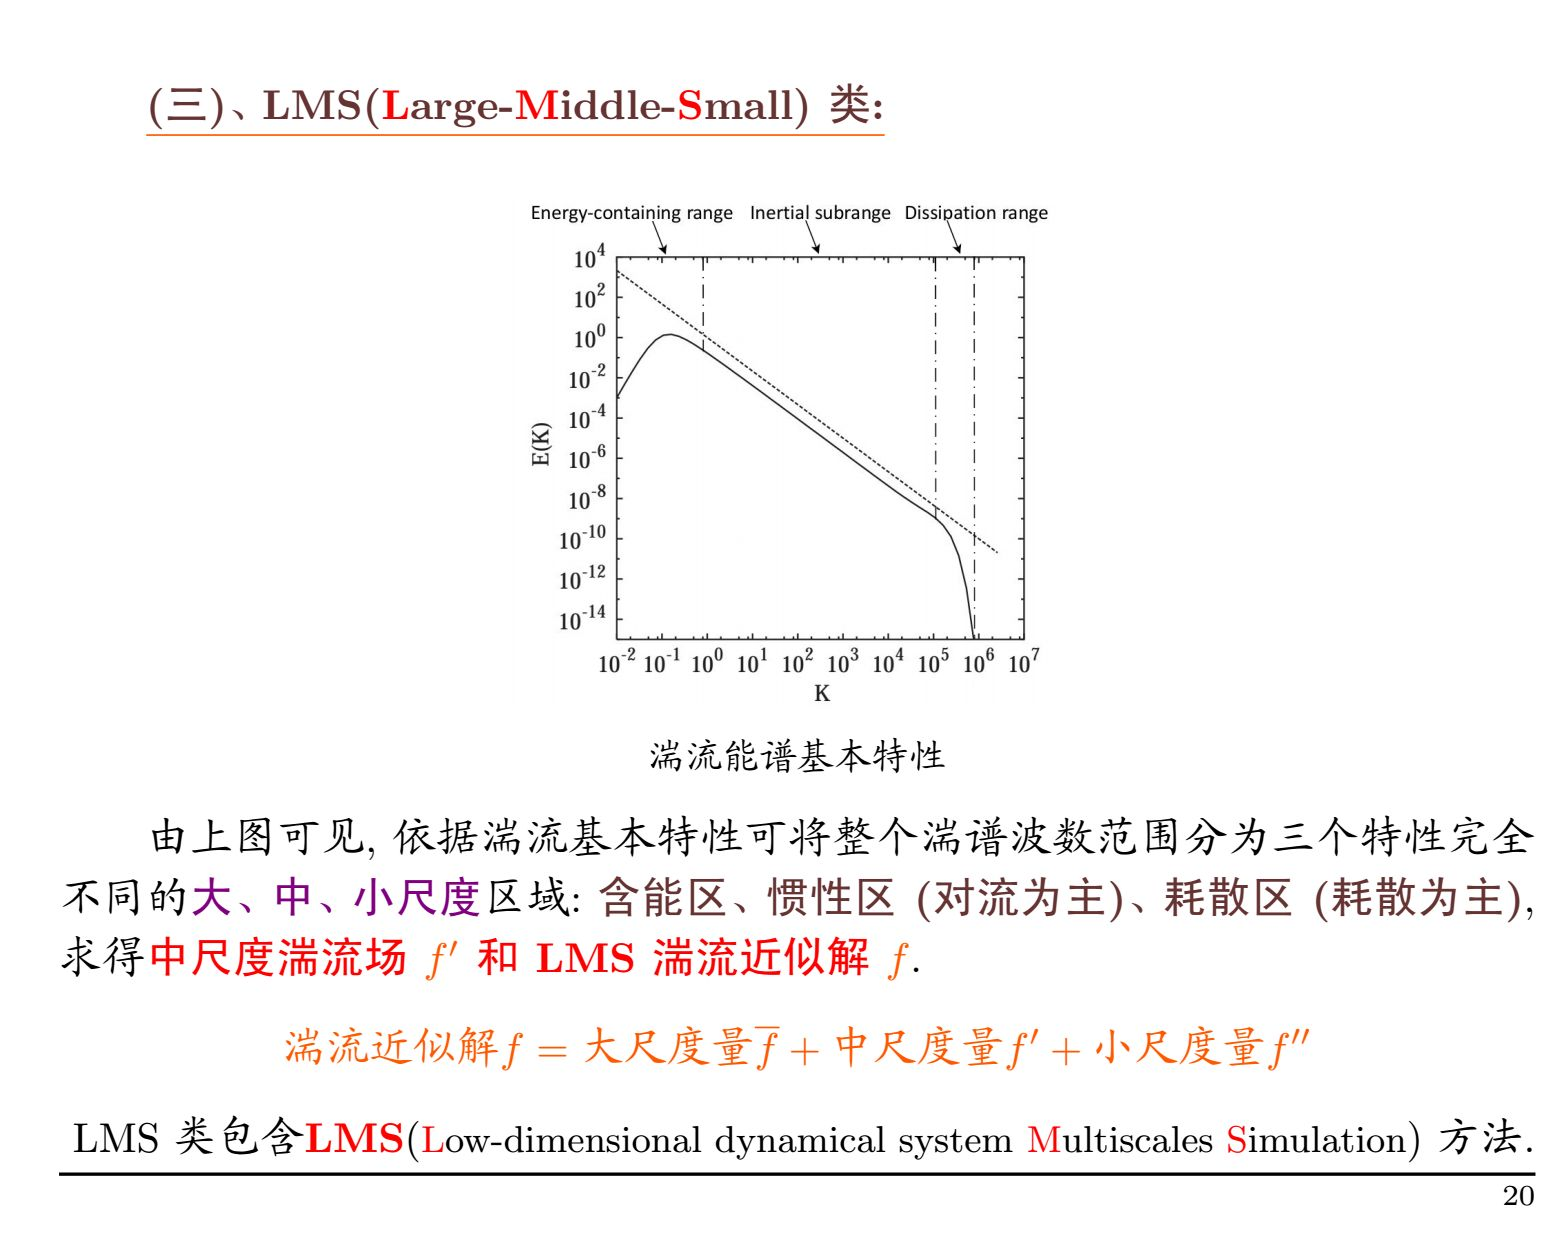 (三)、LMS(Large-Middle-Small) 类:
Energy-containing range Inertial subrange Dissipation range
10^4
10^2
10^0
10^-2
10^-4
10^-6
10^-8
10^-10
10^-12
10^-14
E(K)
10^-2 10^-1 10^0 10^1 10^2 10^3 10^4 10^5 10^6 10^7
K
湍流能谱基本特性
由上图可见, 依据湍流基本特性可将整个湍谱波数范围分为三个特性完全
不同的大、中、小尺度区域: 含能区、惯性区 (对流为主)、耗散区 (耗散为主),
求得中尺度湍流场 f′ 和 LMS 湍流近似解 f.
湍流近似解f = 大尺度量f̅ + 中尺度量f′ + 小尺度量f′′
LMS 类包含LMS(Low-dimensional dynamical system Multiscales Simulation) 方法.
20